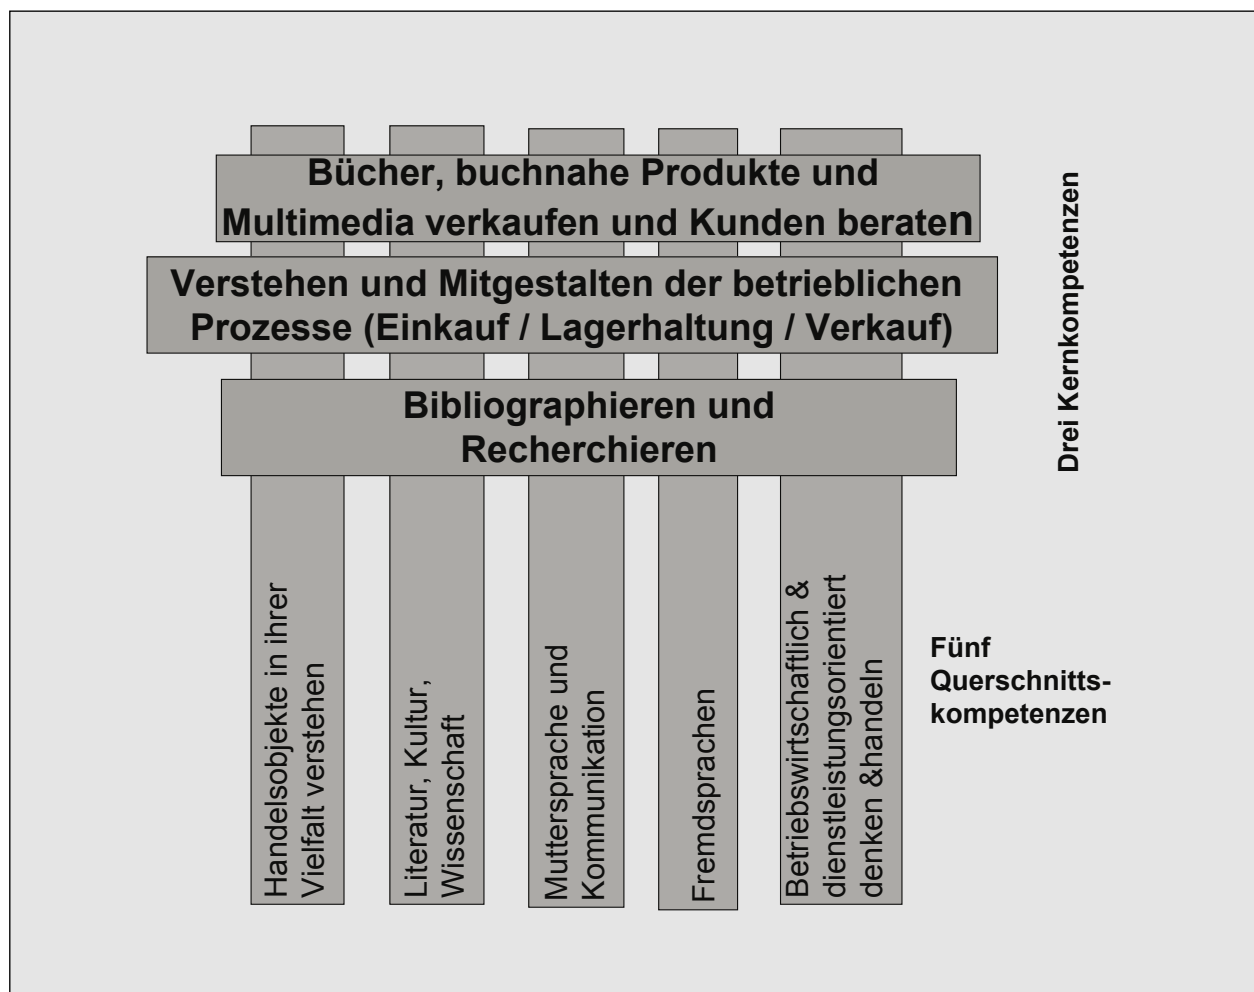 Bücher, buchnahe Produkte und
Multimedia verkaufen und Kunden beraten
Verstehen und Mitgestalten der betrieblichen
Prozesse (Einkauf / Lagerhaltung / Verkauf)
Bibliographieren und
Recherchieren
Drei Kernkompetenzen
Handelsobjekte in ihrer
Vielfalt verstehen
Literatur, Kultur,
Wissenschaft
Muttersprache und
Kommunikation
Fremdsprachen
Betriebswirtschaftlich &
dienstleistungsorientiert
denken &handeln
Fünf
Querschnitts-
kompetenzen